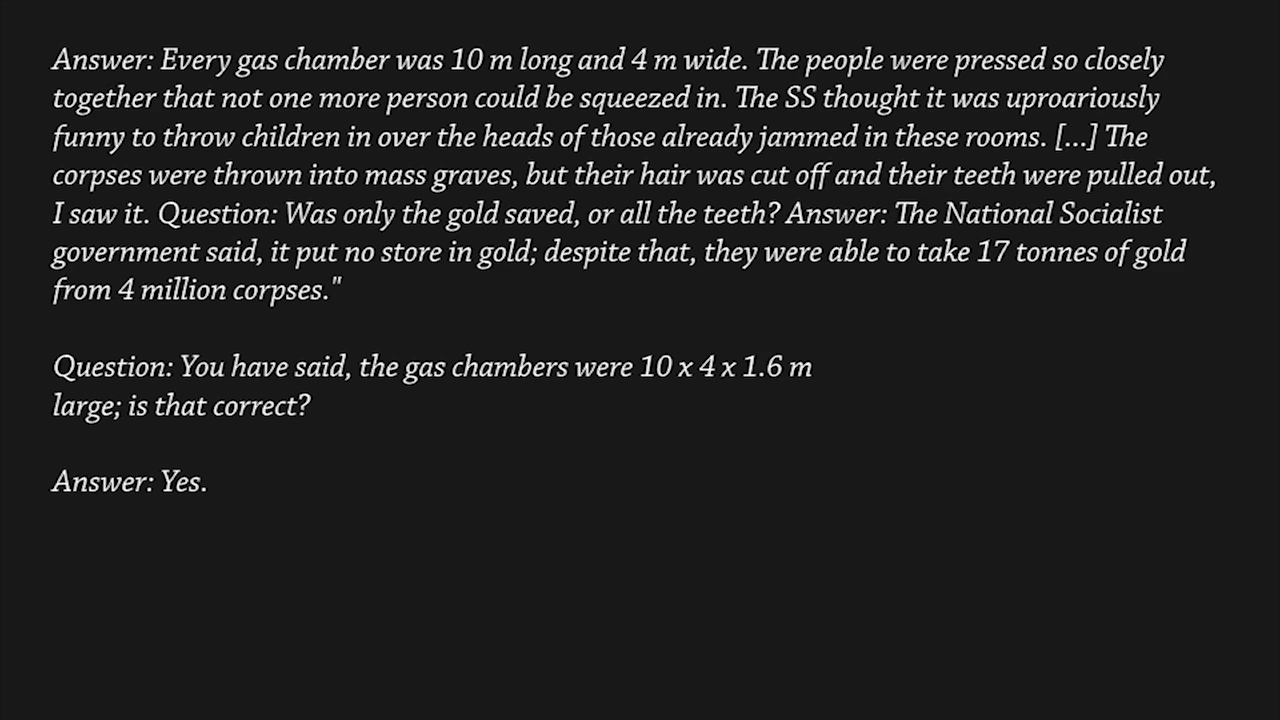 Answer: Every gas chamber was 10 m long and 4 m wide. The people were pressed so closely
together that not one more person could be squeezed in. The SS thought it was uproariously
funny to throw children in over the heads of those already jammed in these rooms. [...] The
corpses were thrown into mass graves, but their hair was cut off and their teeth were pulled out,
I saw it. Question: Was only the gold saved, or all the teeth? Answer: The National Socialist
government said, it put no store in gold; despite that, they were able to take 17 tonnes of gold
from 4 million corpses."
Question: You have said, the gas chambers were 10 x 4 x 1.6 m
large; is that correct?
Answer: Yes.